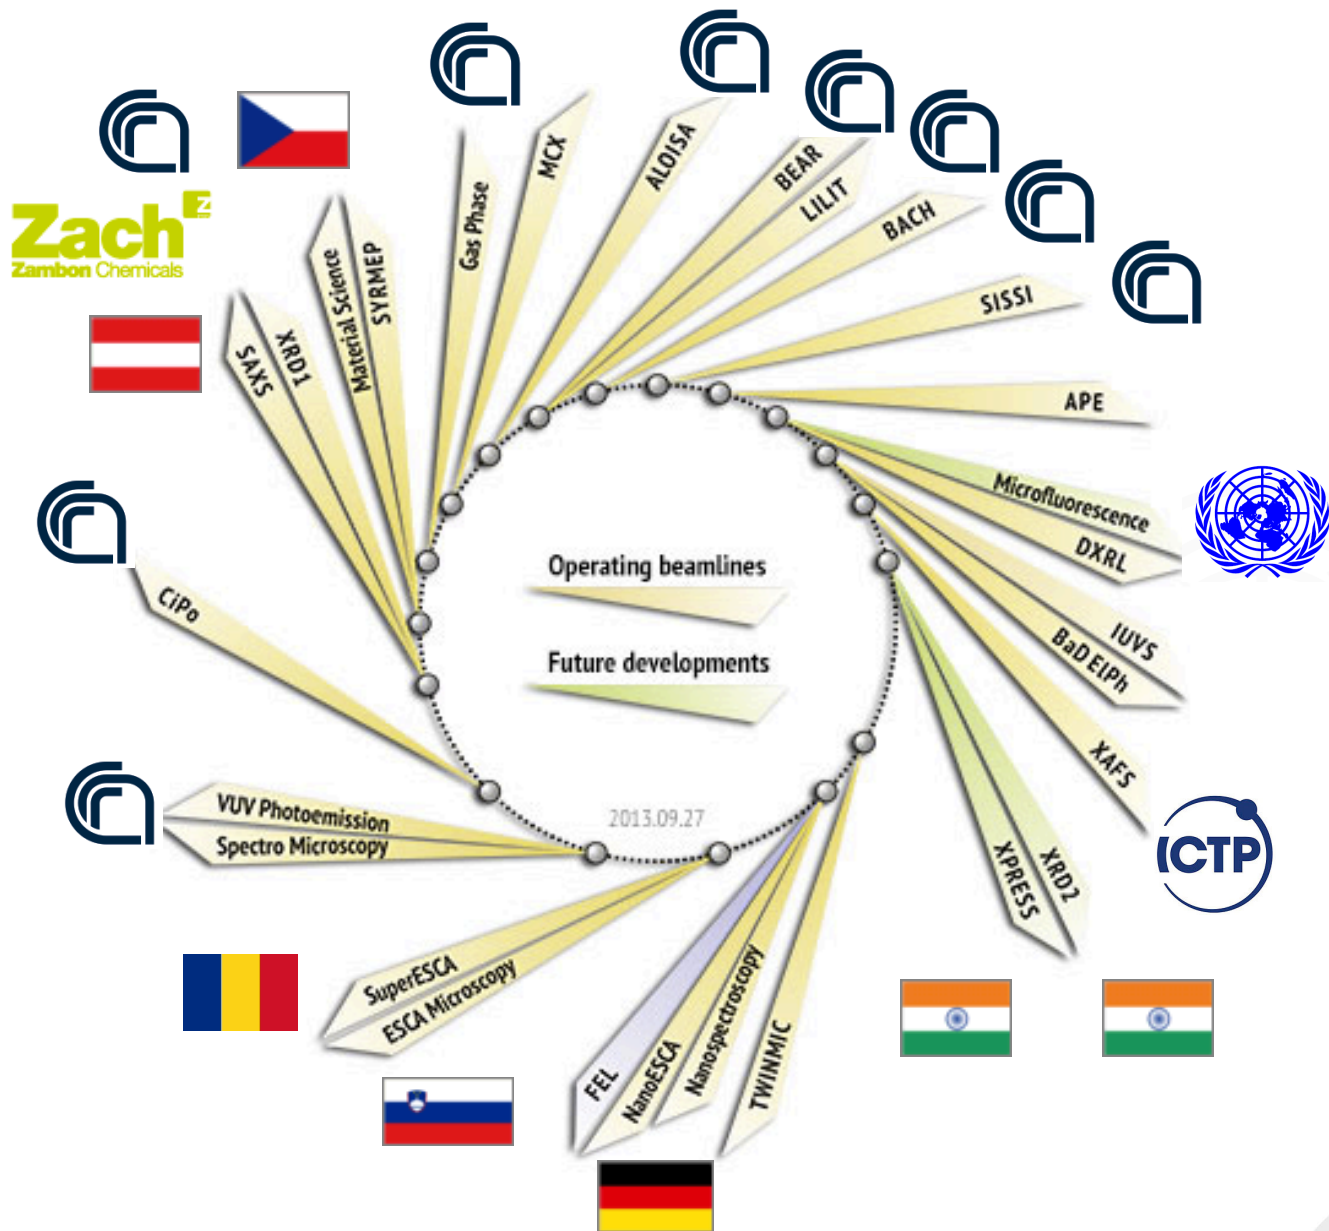 Zach
Z
Zambon Chemicals
SAXS
XRD1
Material Science
SYRMEP
Gas Phase
MCX
ALOISA
BEAR
LILIT
BACH
SISSI
APE
Microfluorescence
DXRL
IUVS
BaD ElPh
XAFS
ICTP
XRD2
XPRESS
TWINMIC
Nanospectroscopy
NanoESCA
FEL
ESCA Microscopy
SuperESCA
Spectro Microscopy
VUV Photoemission
CiPo
Operating beamlines
Future developments
2013.09.27